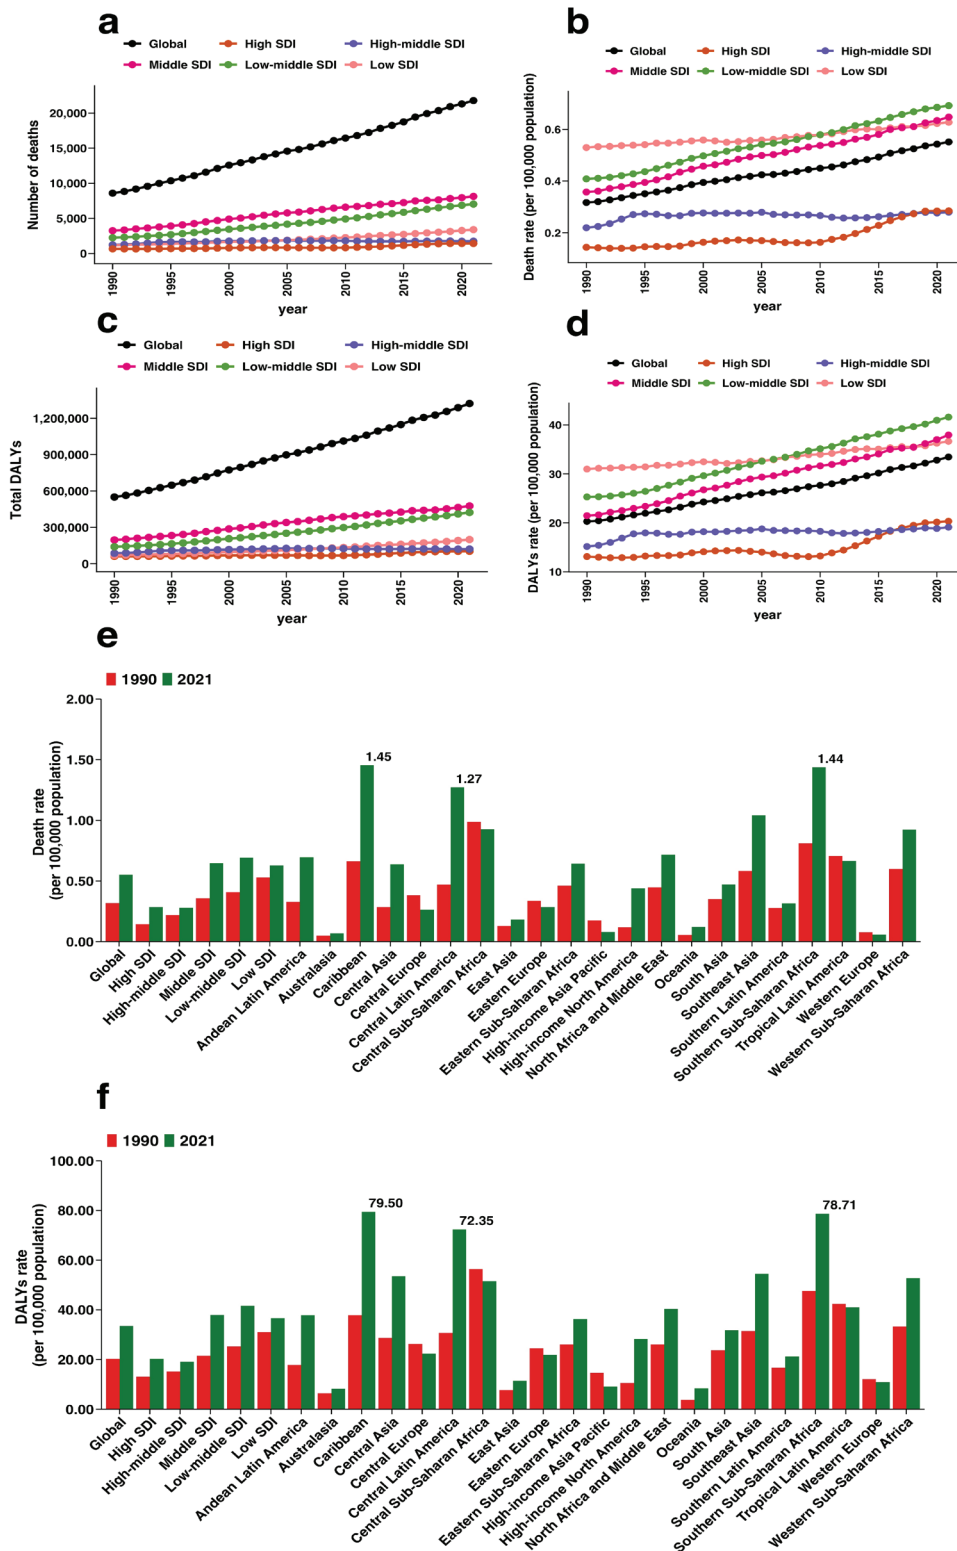 a
Global High SDI High-middle SDI
Middle SDI Low-middle SDI Low SDI
Number of deaths
20,000
15,000
10,000
5,000
0
1990 1995 2000 2005 2010 2015 2020
year
b
Global High SDI High-middle SDI
Middle SDI Low-middle SDI Low SDI
Death rate (per 100,000 population)
0.6
0.4
0.2
1990 1995 2000 2005 2010 2015 2020
year
c
Global High SDI High-middle SDI
Middle SDI Low-middle SDI Low SDI
Total DALYs
1,200,000
900,000
600,000
300,000
0
1990 1995 2000 2005 2010 2015 2020
year
d
Global High SDI High-middle SDI
Middle SDI Low-middle SDI Low SDI
DALYs rate (per 100,000 population)
40
30
20
10
1990 1995 2000 2005 2010 2015 2020
year
e
1990 2021
Death rate
(per 100,000 population)
2.00
1.50
1.00
0.50
0.00
1.45
1.27
1.44
Global
High SDI
High-middle SDI
Middle SDI
Low-middle SDI
Low SDI
Andean Latin America
Australasia
Caribbean
Central Asia
Central Europe
Central Latin America
Central Sub-Saharan Africa
East Asia
Eastern Europe
Eastern Sub-Saharan Africa
High-income Asia Pacific
High-income North America
North Africa and Middle East
Oceania
South Asia
Southeast Asia
Southern Latin America
Southern Sub-Saharan Africa
Tropical Latin America
Western Europe
Western Sub-Saharan Africa
f
1990 2021
DALYs rate
(per 100,000 population)
100.00
80.00
60.00
40.00
20.00
0.00
79.50
72.35
78.71
Global
High SDI
High-middle SDI
Middle SDI
Low-middle SDI
Low SDI
Andean Latin America
Australasia
Caribbean
Central Asia
Central Europe
Central Latin America
Central Sub-Saharan Africa
East Asia
Eastern Europe
Eastern Sub-Saharan Africa
High-income Asia Pacific
High-income North America
North Africa and Middle East
Oceania
South Asia
Southeast Asia
Southern Latin America
Southern Sub-Saharan Africa
Tropical Latin America
Western Europe
Western Sub-Saharan Africa